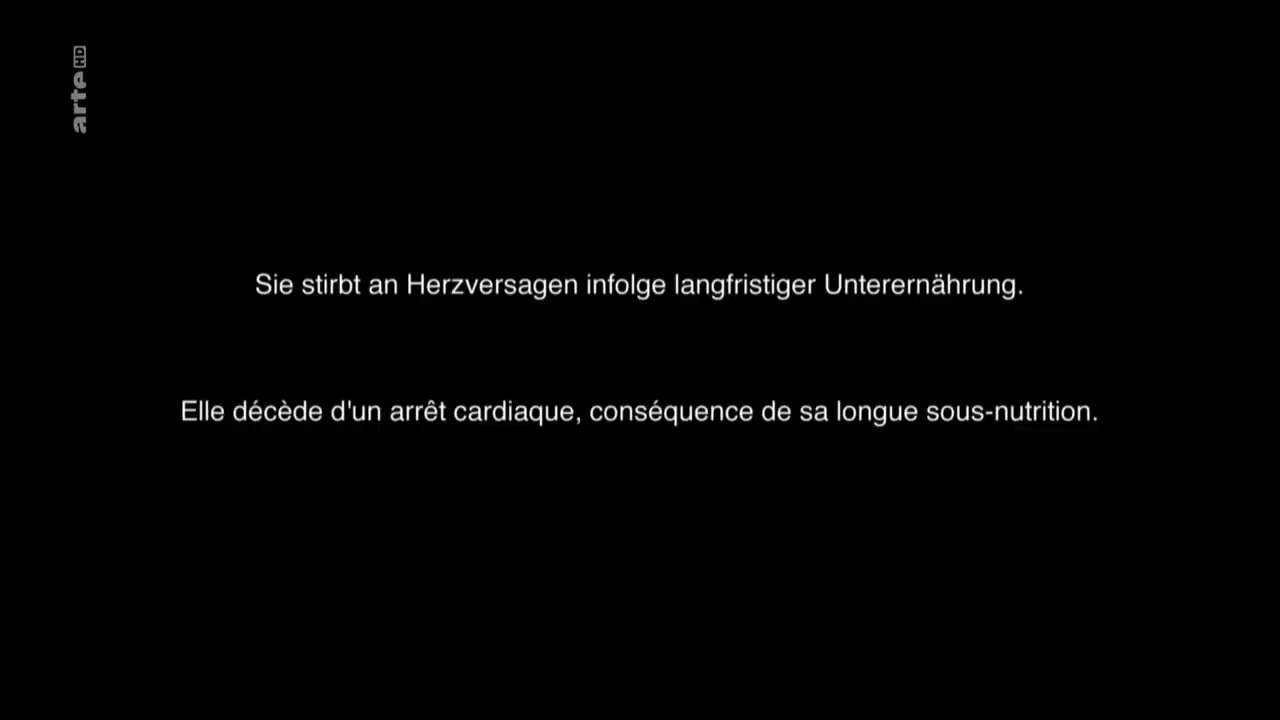 arte HD
Sie stirbt an Herzversagen infolge langfristiger Unterernährung.
Elle décède d'un arrêt cardiaque, conséquence de sa longue sous-nutrition.